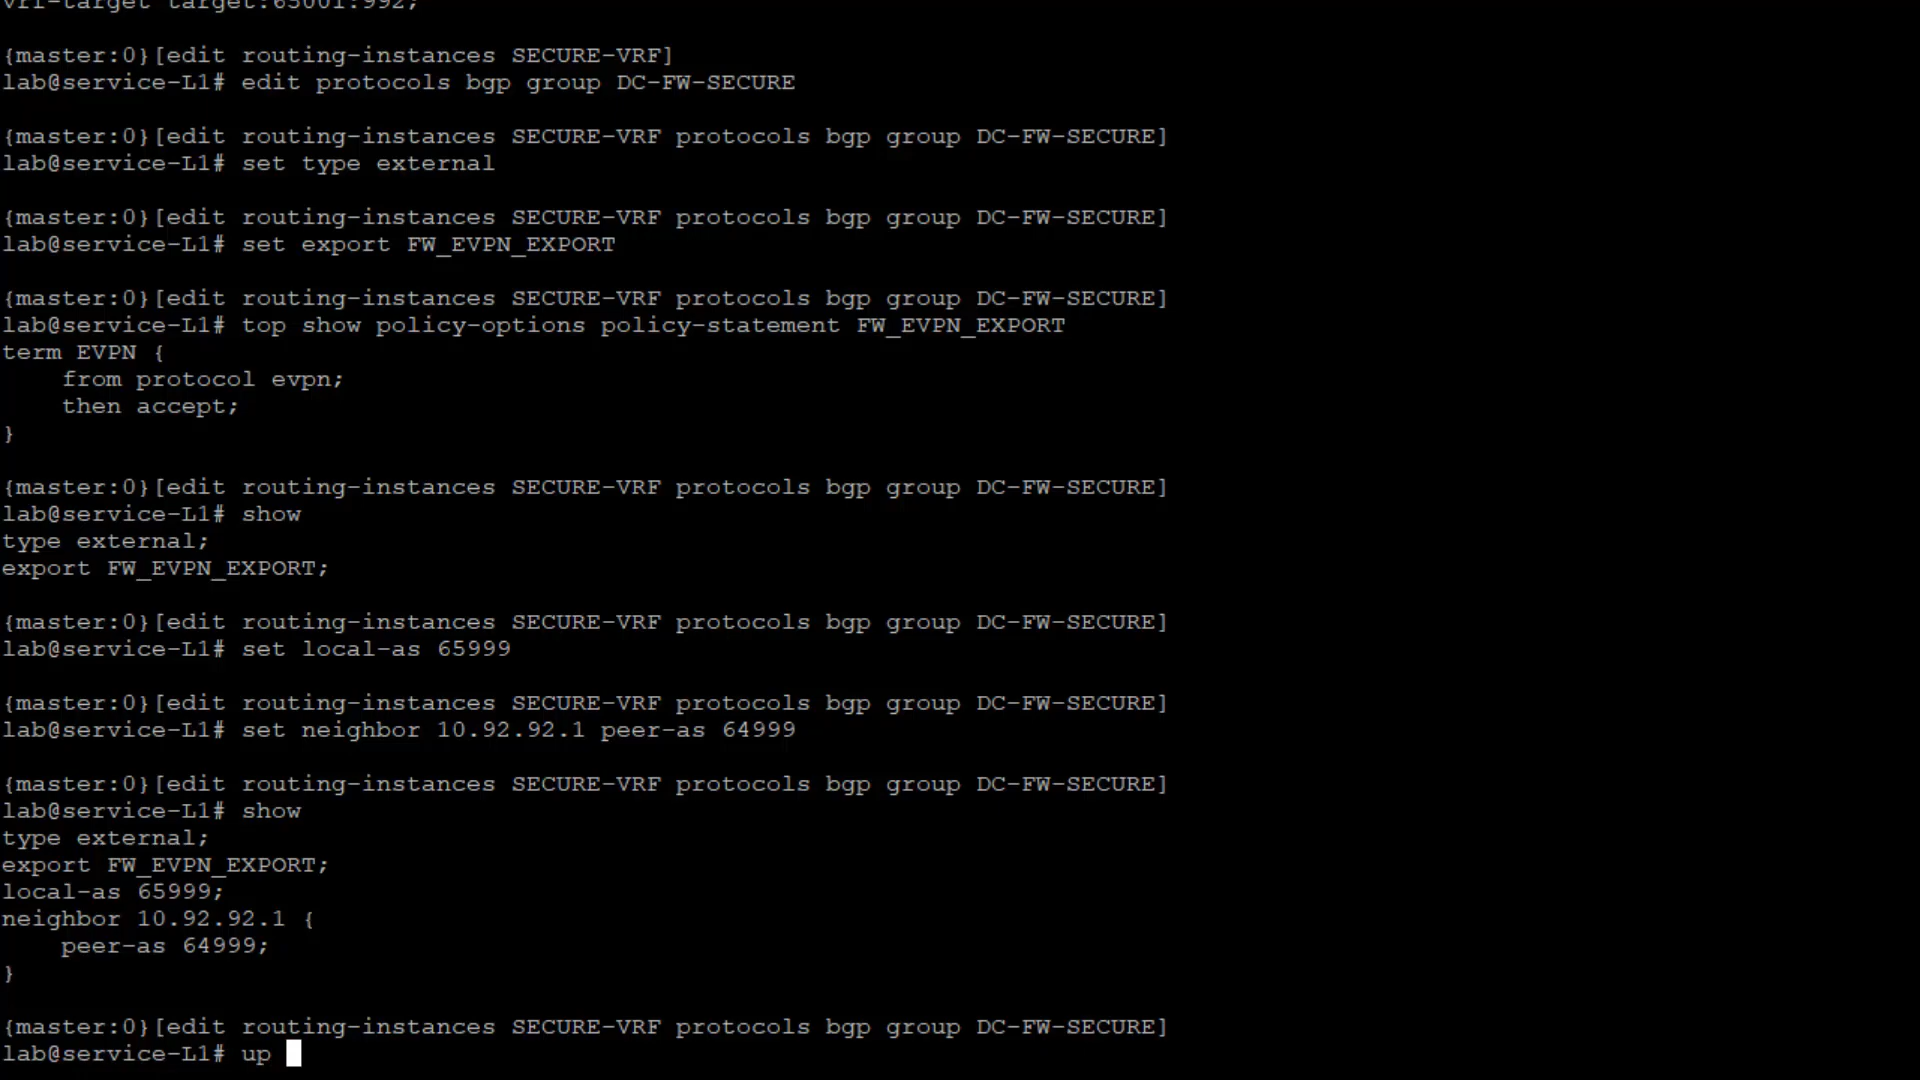 vrf-target target:65001:992;
{master:0}[edit routing-instances SECURE-VRF]
lab@service-L1# edit protocols bgp group DC-FW-SECURE
{master:0}[edit routing-instances SECURE-VRF protocols bgp group DC-FW-SECURE]
lab@service-L1# set type external
{master:0}[edit routing-instances SECURE-VRF protocols bgp group DC-FW-SECURE]
lab@service-L1# set export FW_EVPN_EXPORT
{master:0}[edit routing-instances SECURE-VRF protocols bgp group DC-FW-SECURE]
lab@service-L1# top show policy-options policy-statement FW_EVPN_EXPORT
term EVPN {
    from protocol evpn;
    then accept;
}
{master:0}[edit routing-instances SECURE-VRF protocols bgp group DC-FW-SECURE]
lab@service-L1# show
type external;
export FW_EVPN_EXPORT;
{master:0}[edit routing-instances SECURE-VRF protocols bgp group DC-FW-SECURE]
lab@service-L1# set local-as 65999
{master:0}[edit routing-instances SECURE-VRF protocols bgp group DC-FW-SECURE]
lab@service-L1# set neighbor 10.92.92.1 peer-as 64999
{master:0}[edit routing-instances SECURE-VRF protocols bgp group DC-FW-SECURE]
lab@service-L1# show
type external;
export FW_EVPN_EXPORT;
local-as 65999;
neighbor 10.92.92.1 {
    peer-as 64999;
}
{master:0}[edit routing-instances SECURE-VRF protocols bgp group DC-FW-SECURE]
lab@service-L1# up